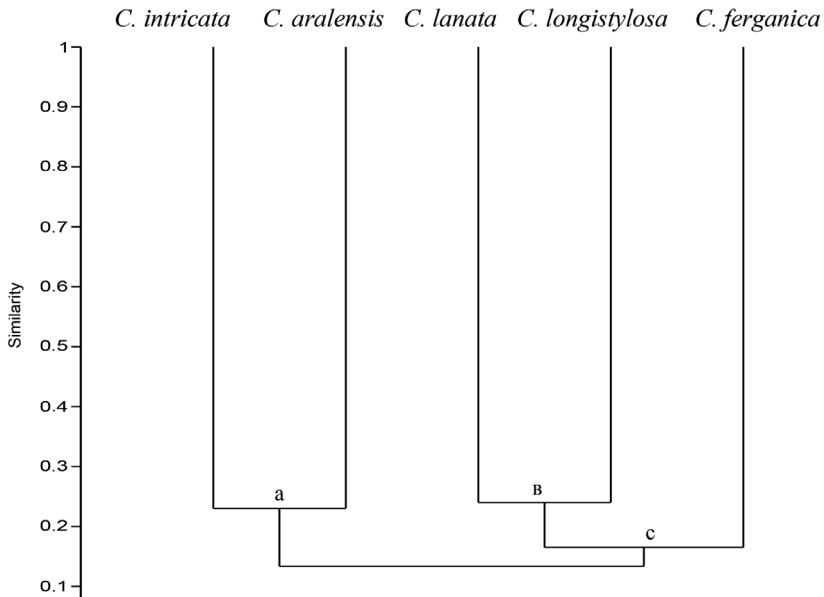 C. intricata C. aralensis C. lanata C. longistylosa C. ferganica
1
0.9
0.8
0.7
0.6
0.5
0.4
0.3
0.2
0.1
Similarity
a
в
c